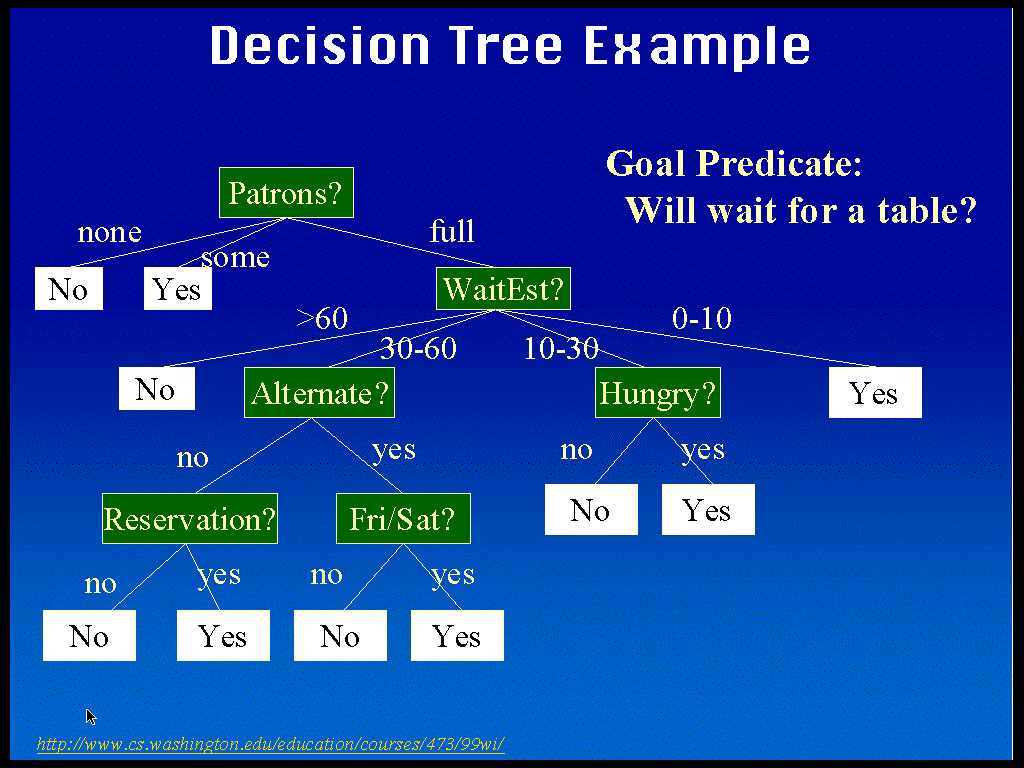 Decision Tree Example
Goal Predicate:
Will wait for a table?
Patrons?
none
some
full
No
Yes
WaitEst?
>60
30-60
10-30
0-10
No
Alternate?
Hungry?
Yes
no
yes
no
yes
Reservation?
Fri/Sat?
No
Yes
no
yes
no
yes
No
Yes
No
Yes
http://www.cs.washington.edu/education/courses/473/99wi/